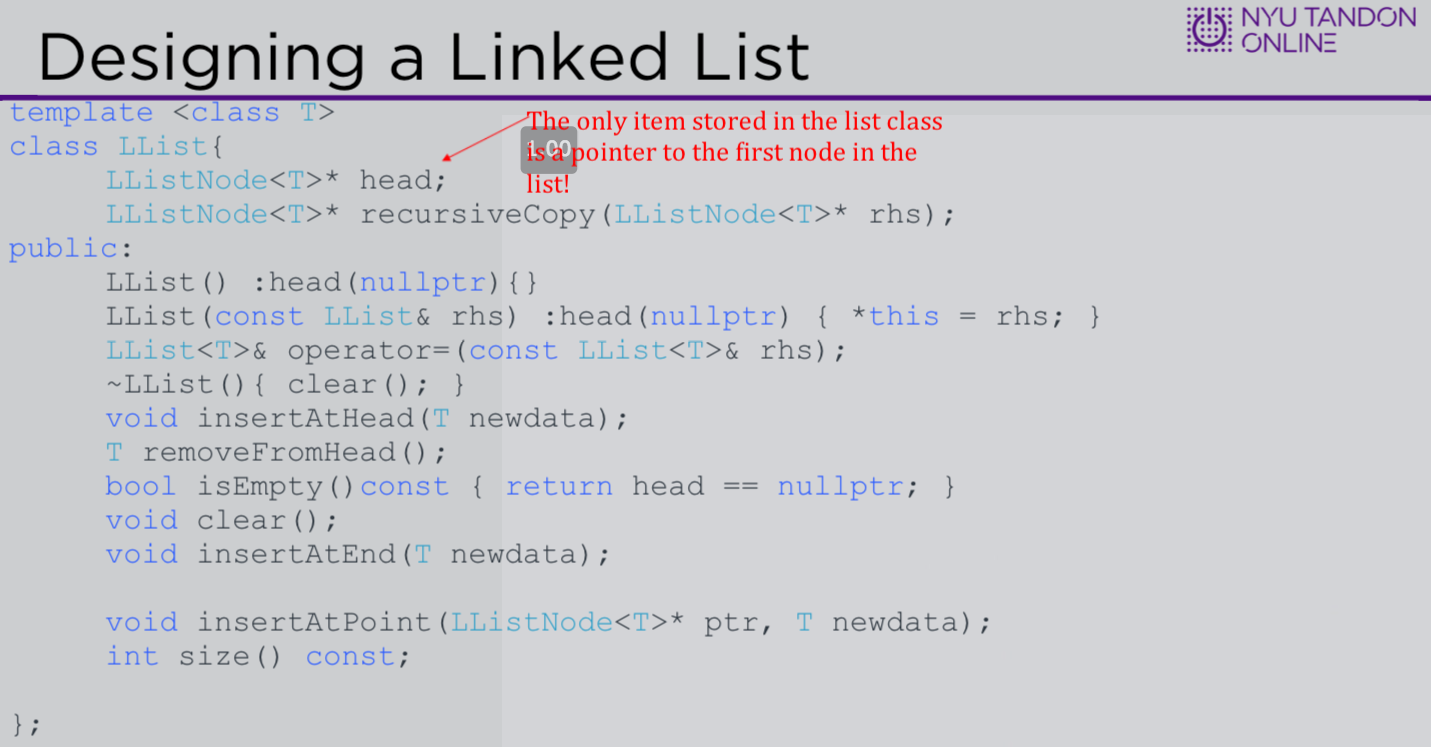 NYU TANDON
ONLINE
Designing a Linked List
template <class T>
class LList{
LListNode<T>* head;
LListNode<T>* recursiveCopy(LListNode<T>* rhs);
public:
LList() :head(nullptr){}
LList(const LList& rhs) :head(nullptr) { *this = rhs; }
LList<T>& operator=(const LList<T>& rhs);
~LList(){ clear(); }
void insertAtHead(T newdata);
T removeFromHead();
bool isEmpty()const { return head == nullptr; }
void clear();
void insertAtEnd(T newdata);
void insertAtPoint(LListNode<T>* ptr, T newdata);
int size() const;
};
The only item stored in the list class
is a pointer to the first node in the
list!
1.00